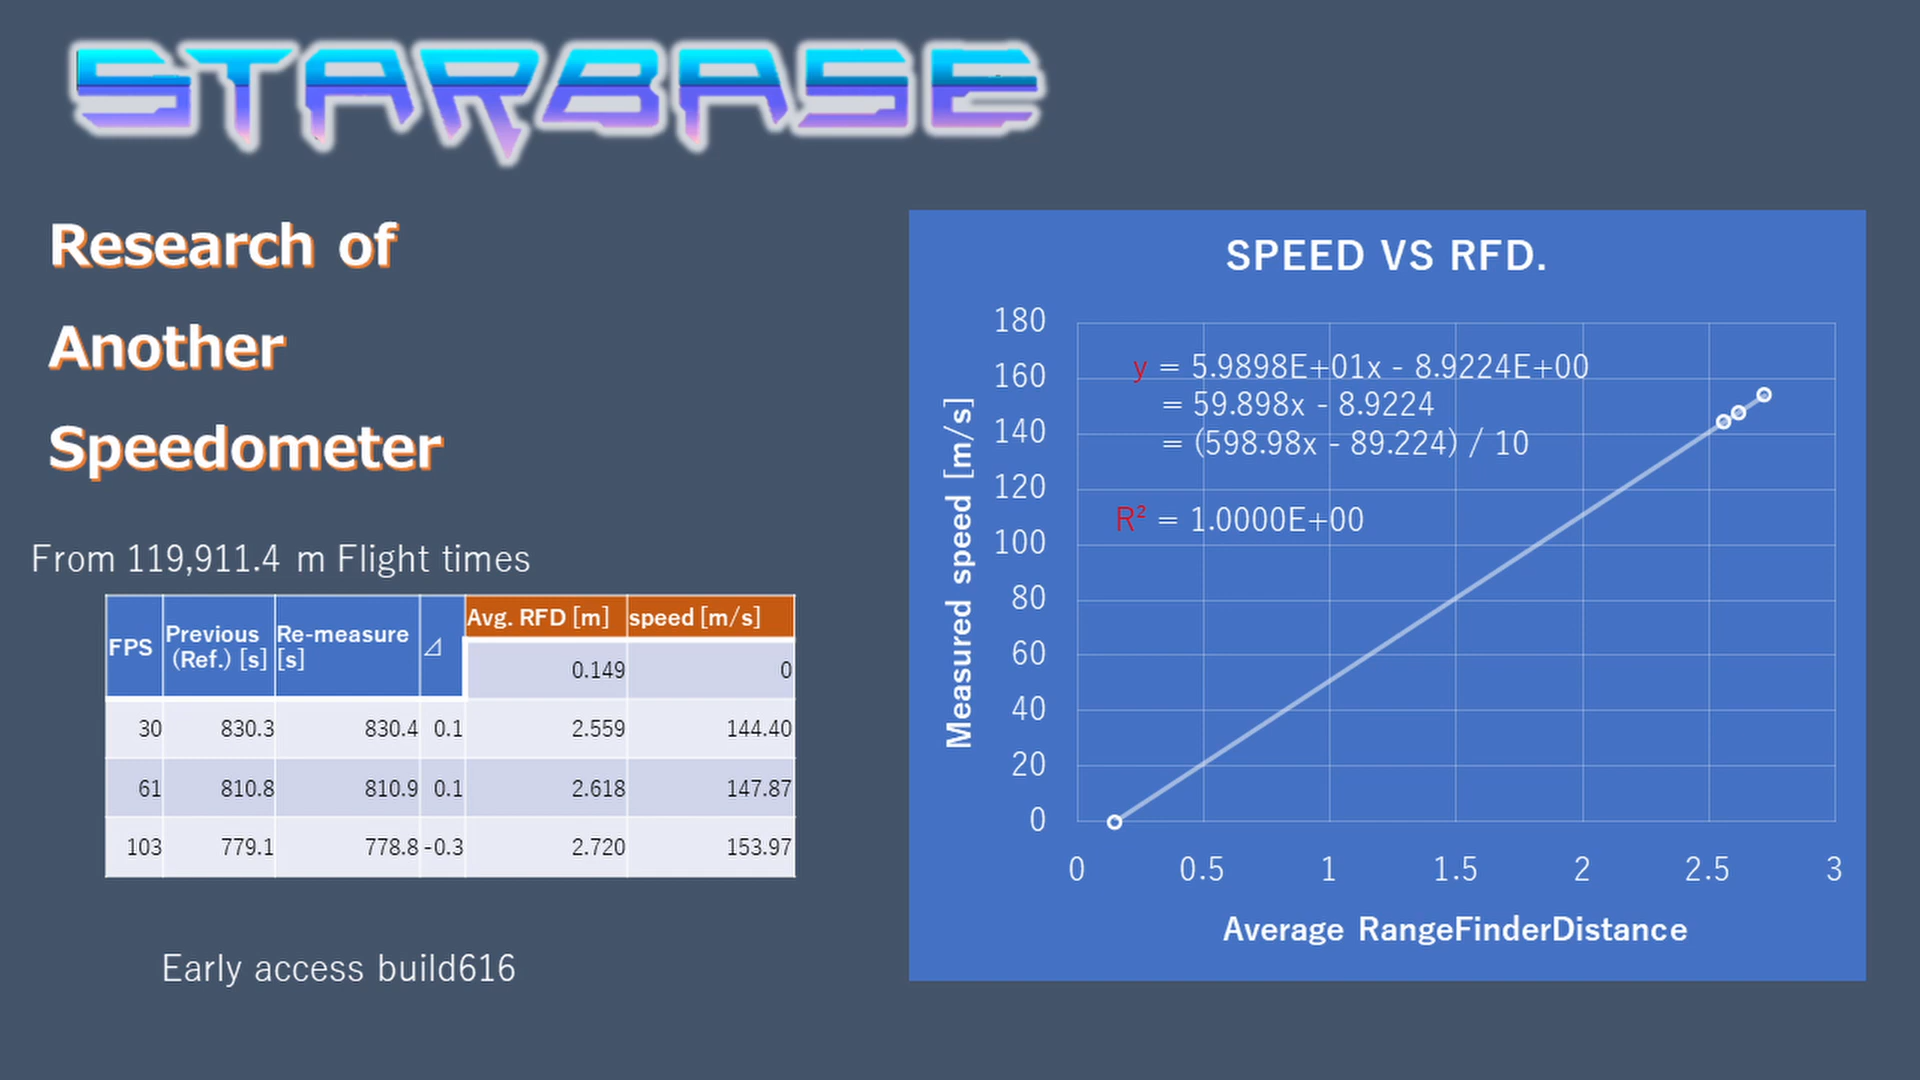 STARBASE
Research of
Another
Speedometer
From 119,911.4 m Flight times
FPS Previous (Ref.) [s] Re-measure [s] ⊿ Avg. RFD [m] speed [m/s]
0.149 0
30 830.3 830.4 0.1 2.559 144.40
61 810.8 810.9 0.1 2.618 147.87
103 779.1 778.8 -0.3 2.720 153.97
Early access build616
SPEED VS RFD.
y = 5.9898E+01x - 8.9224E+00
= 59.898x - 8.9224
= (598.98x - 89.224) / 10
R² = 1.0000E+00
Measured speed [m/s]
180
160
140
120
100
80
60
40
20
0
0 0.5 1 1.5 2 2.5 3
Average RangeFinderDistance